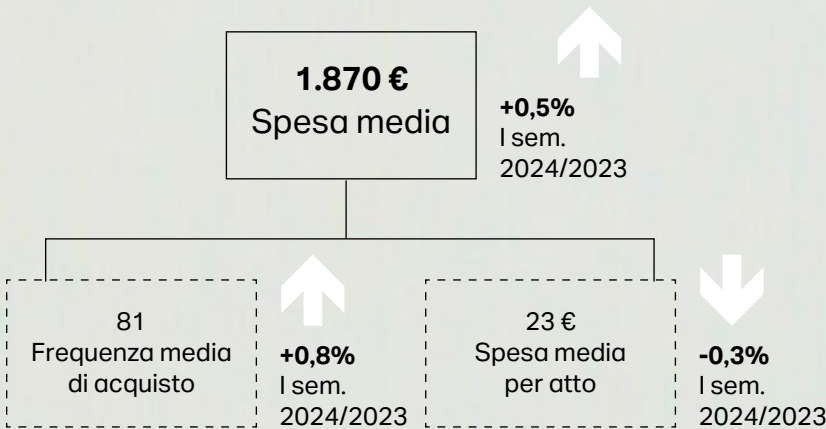 1.870 €
Spesa media
+0,5%
I sem.
2024/2023
81
Frequenza media
di acquisto
+0,8%
I sem.
2024/2023
23 €
Spesa media
per atto
-0,3%
I sem.
2024/2023